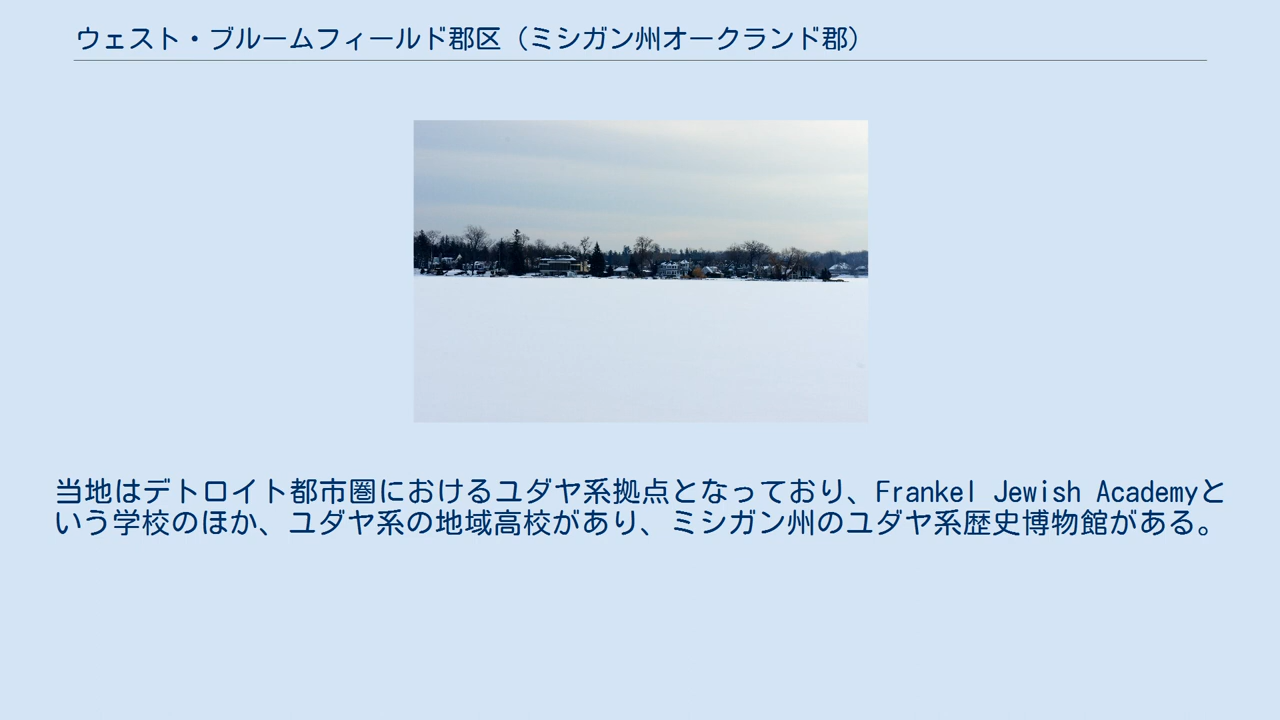 ウェスト・ブルームフィールド郡区（ミシガン州オークランド郡）
当地はデトロイト都市圏におけるユダヤ系拠点となっており、Frankel Jewish Academyと
いう学校のほか、ユダヤ系の地域高校があり、ミシガン州のユダヤ系歴史博物館がある。